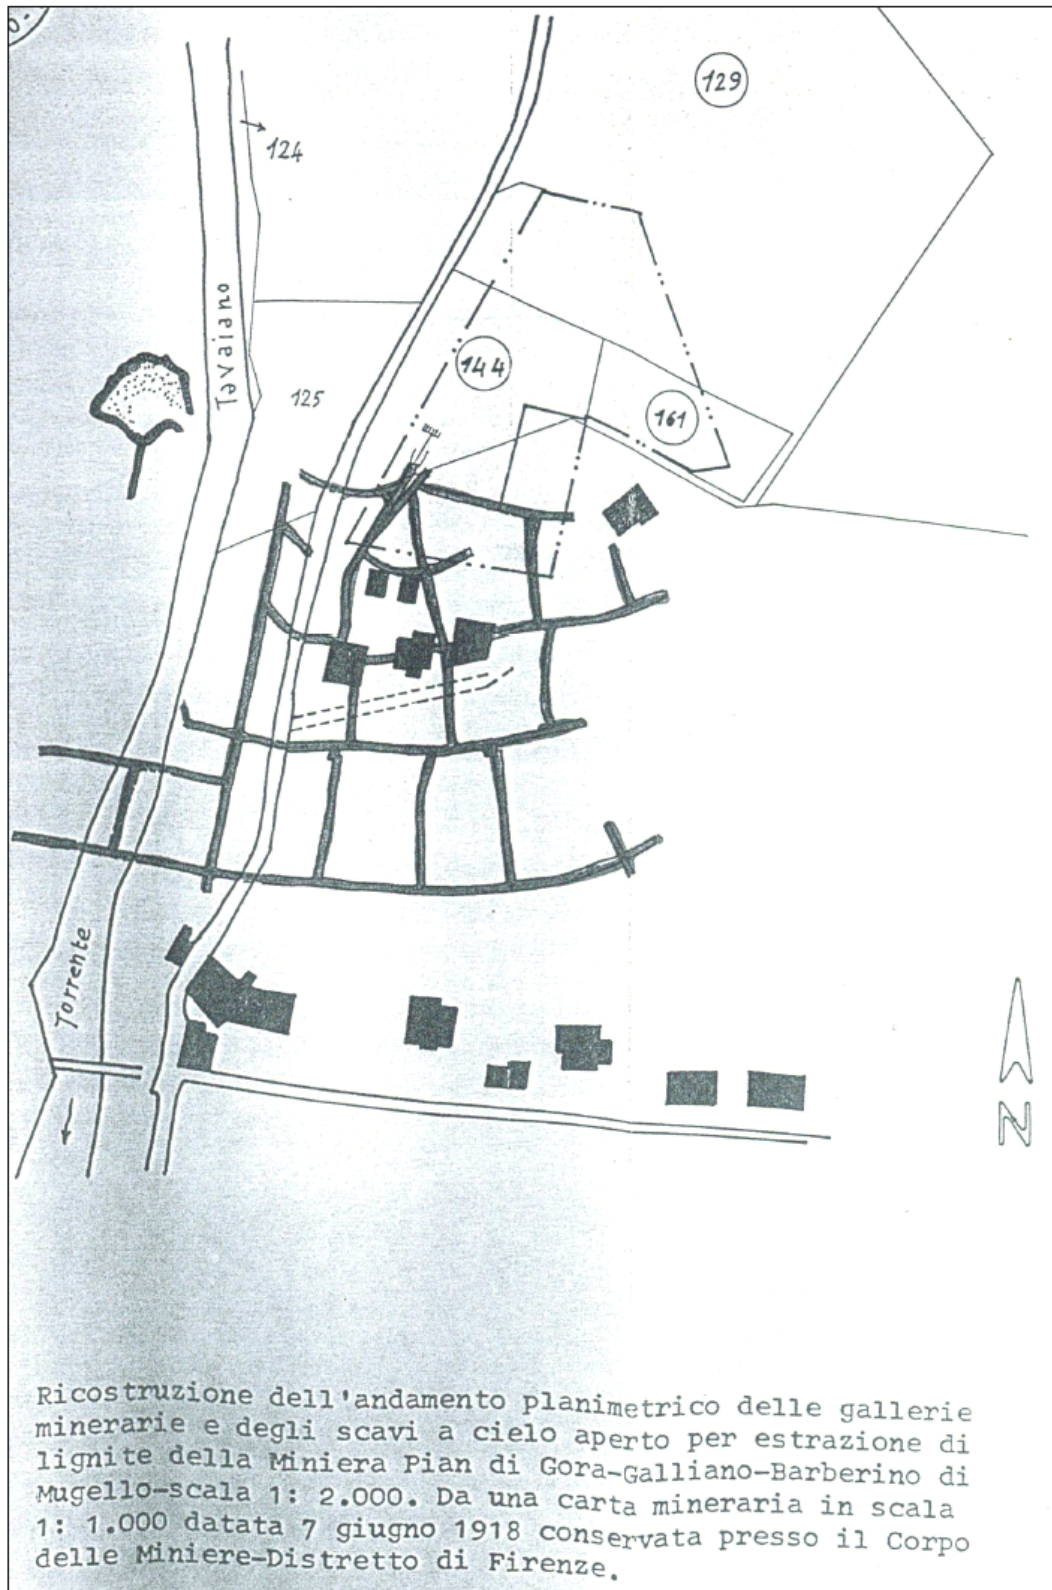 129
124
Tavaiano
144
125
161
Torrente
N
Ricostruzione dell'andamento planimetrico delle gallerie
minerarie e degli scavi a cielo aperto per estrazione di
lignite della Miniera Pian di Gora-Galliano-Barberino di
Mugello-scala 1: 2.000. Da una carta mineraria in scala
1: 1.000 datata 7 giugno 1918 conservata presso il Corpo
delle Miniere-Distretto di Firenze.